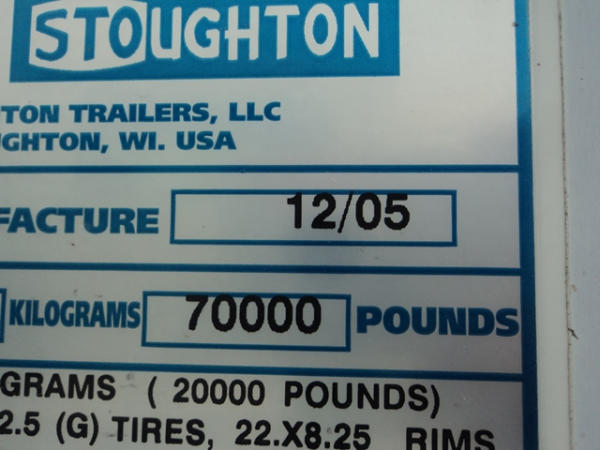 STOUGHTON
TON TRAILERS, LLC
GHTON, WI. USA
FACTURE 12/05
KILOGRAMS 70000 POUNDS
GRAMS ( 20000 POUNDS)
2.5 (G) TIRES, 22.X8.25 RIMS